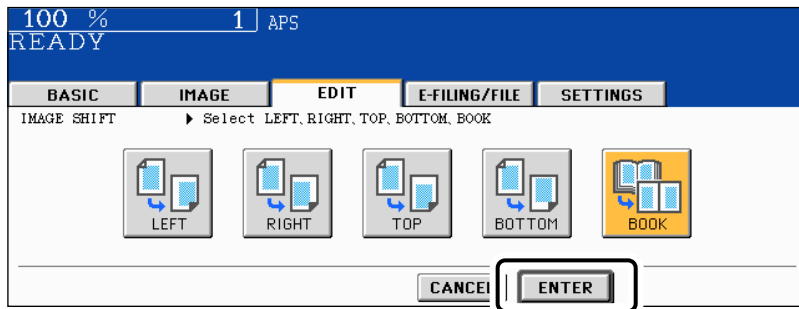 100 % 1 APS
READY
BASIC IMAGE EDIT E-FILING/FILE SETTINGS
IMAGE SHIFT ▶ Select LEFT, RIGHT, TOP, BOTTOM, BOOK
LEFT RIGHT TOP BOTTOM BOOK
CANCEL ENTER